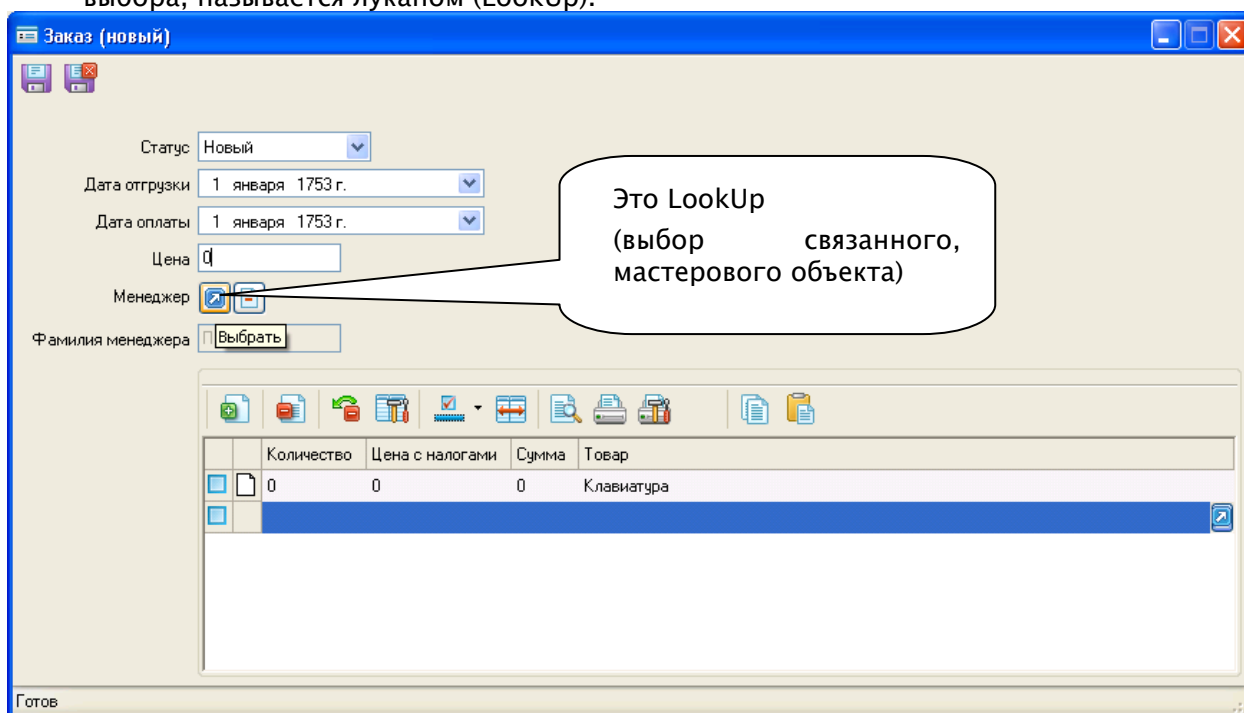 выбора, называется лукапом (LookUp).
Заказ (новый)
Статус Новый
Дата отгрузки 1 января 1753 г.
Дата оплаты 1 января 1753 г.
Цена 0
Менеджер
Фамилия менеджера П Выбрать
Это LookUp
(выбор связанного,
мастерового объекта)
Количество Цена с налогами Сумма Товар
0 0 0 Клавиатура
Готов